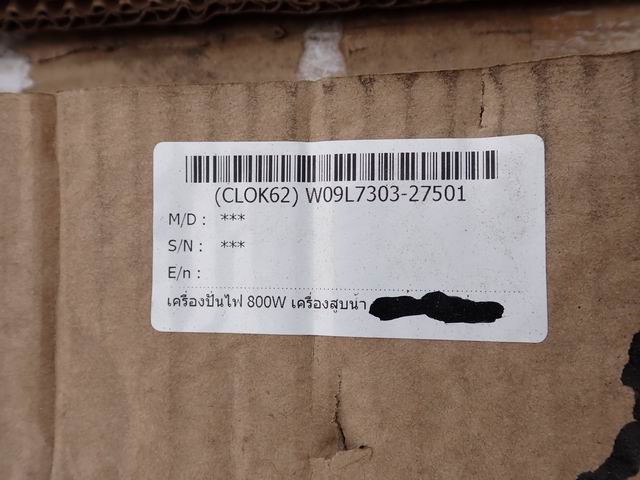 (CLOK62) W09L7303-27501
M/D : ***
S/N : ***
E/n :
เครื่องปั่นไฟ 800W เครื่องสูบน้ำ